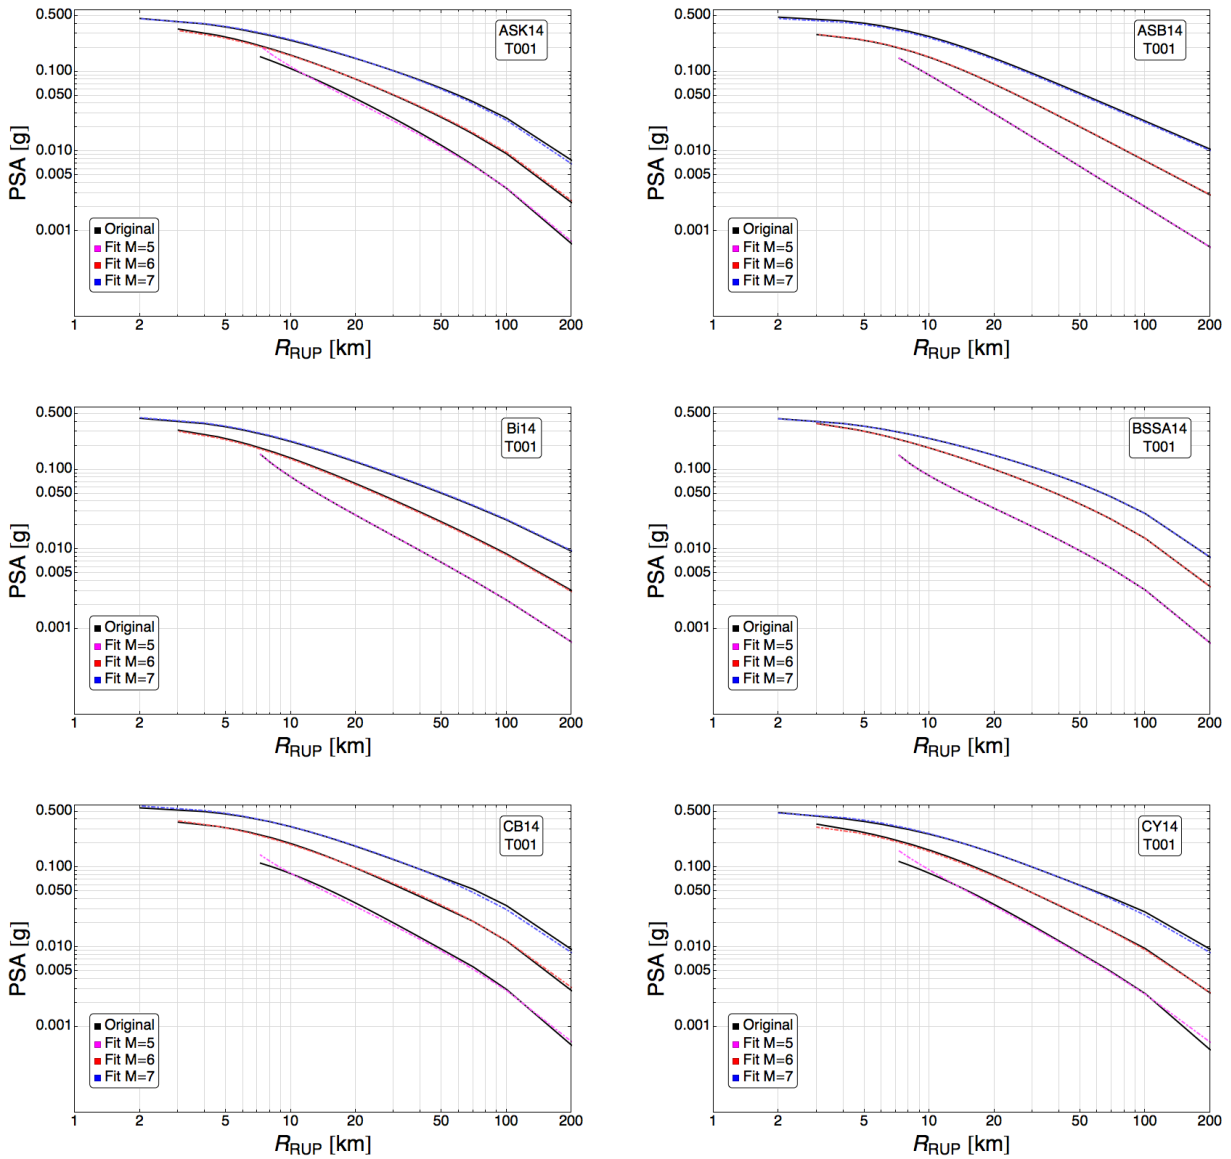 ASK14
T001
0.500
0.100
0.050
0.010
0.005
0.001
PSA [g]
Original
Fit M=5
Fit M=6
Fit M=7
1 2 5 10 20 50 100 200
RRUP [km]
ASB14
T001
0.500
0.100
0.050
0.010
0.005
0.001
PSA [g]
Original
Fit M=5
Fit M=6
Fit M=7
1 2 5 10 20 50 100 200
RRUP [km]
Bi14
T001
0.500
0.100
0.050
0.010
0.005
0.001
PSA [g]
Original
Fit M=5
Fit M=6
Fit M=7
1 2 5 10 20 50 100 200
RRUP [km]
BSSA14
T001
0.500
0.100
0.050
0.010
0.005
0.001
PSA [g]
Original
Fit M=5
Fit M=6
Fit M=7
1 2 5 10 20 50 100 200
RRUP [km]
CB14
T001
0.500
0.100
0.050
0.010
0.005
0.001
PSA [g]
Original
Fit M=5
Fit M=6
Fit M=7
1 2 5 10 20 50 100 200
RRUP [km]
CY14
T001
0.500
0.100
0.050
0.010
0.005
0.001
PSA [g]
Original
Fit M=5
Fit M=6
Fit M=7
1 2 5 10 20 50 100 200
RRUP [km]